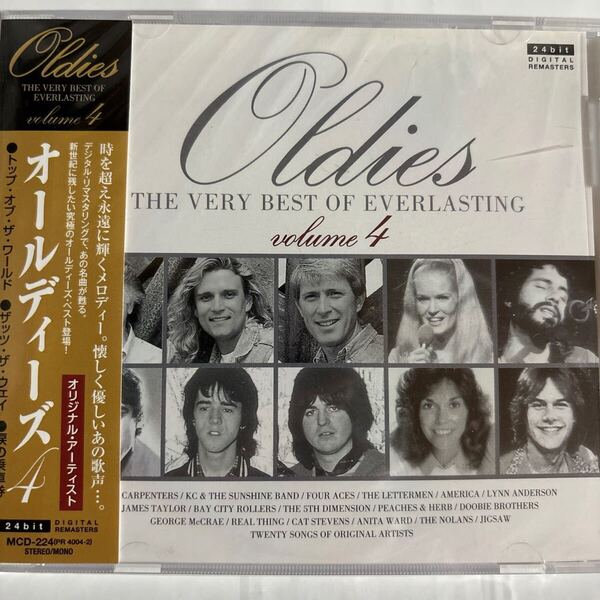 Oldies
THE VERY BEST OF
EVERLASTING
volume 4
時を超え永遠に輝くメロディー。懐しく優しいあの歌声…。
デジタル・リマスタリングで、あの名曲が甦る。
新世紀に残したい究極のオールディーズ・ベスト登場!
オールディーズ4
オリジナル・アーティスト
●トップ・オブ・ザ・ワールド ●ザッツ・ザ・ウェイ ●涙の乗車券
24bit DIGITAL REMASTERS
MCD-224(PR 4004-2)
STEREO/MONO
24bit
DIGITAL
REMASTERS
Oldies
THE VERY BEST OF EVERLASTING
volume 4
CARPENTERS / KC & THE SUNSHINE BAND / FOUR ACES / THE LETTERMEN / AMERICA / LYNN ANDERSON
JAMES TAYLOR / BAY CITY ROLLERS / THE 5TH DIMENSION / PEACHES & HERB / DOOBIE BROTHERS
GEORGE McCRAE / REAL THING / CAT STEVENS / ANITA WARD / THE NOLANS / JIGSAW
TWENTY SONGS OF ORIGINAL ARTISTS